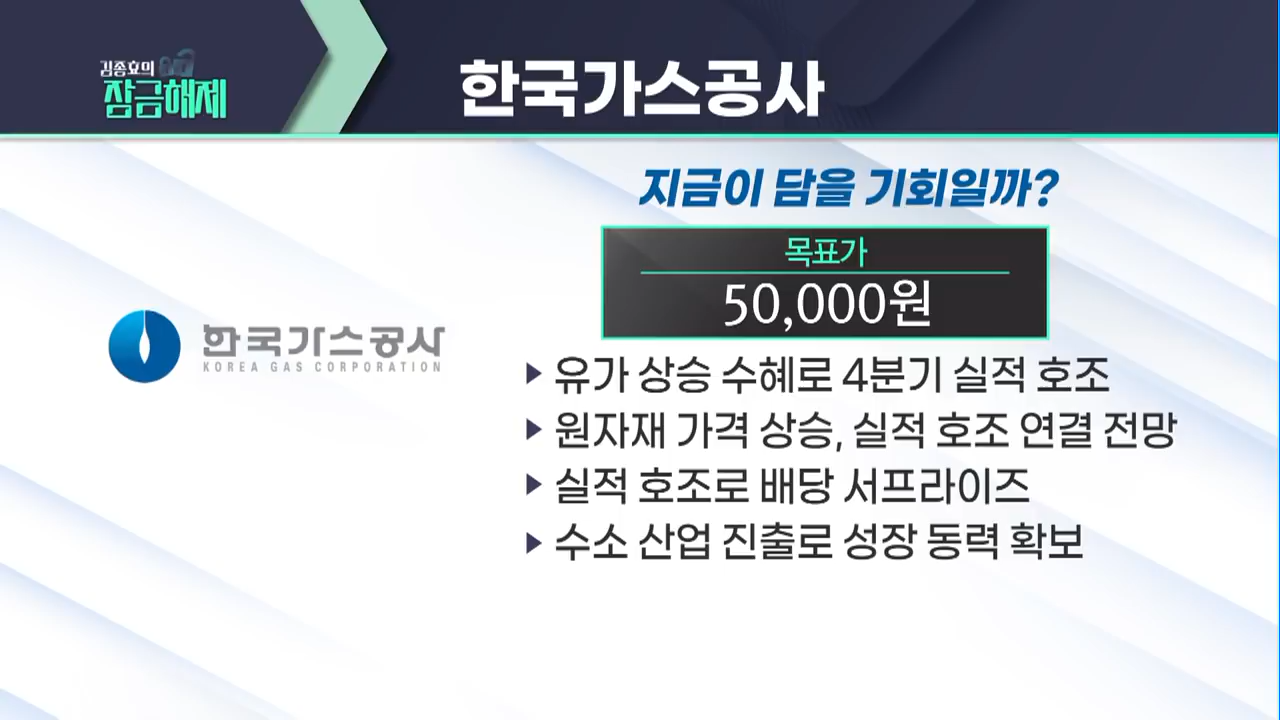 김종효의
잠금해제
한국가스공사
지금이 담을 기회일까?
목표가
50,000원
한국가스공사
KOREA GAS CORPORATION
▶ 유가 상승 수혜로 4분기 실적 호조
▶ 원자재 가격 상승, 실적 호조 연결 전망
▶ 실적 호조로 배당 서프라이즈
▶ 수소 산업 진출로 성장 동력 확보